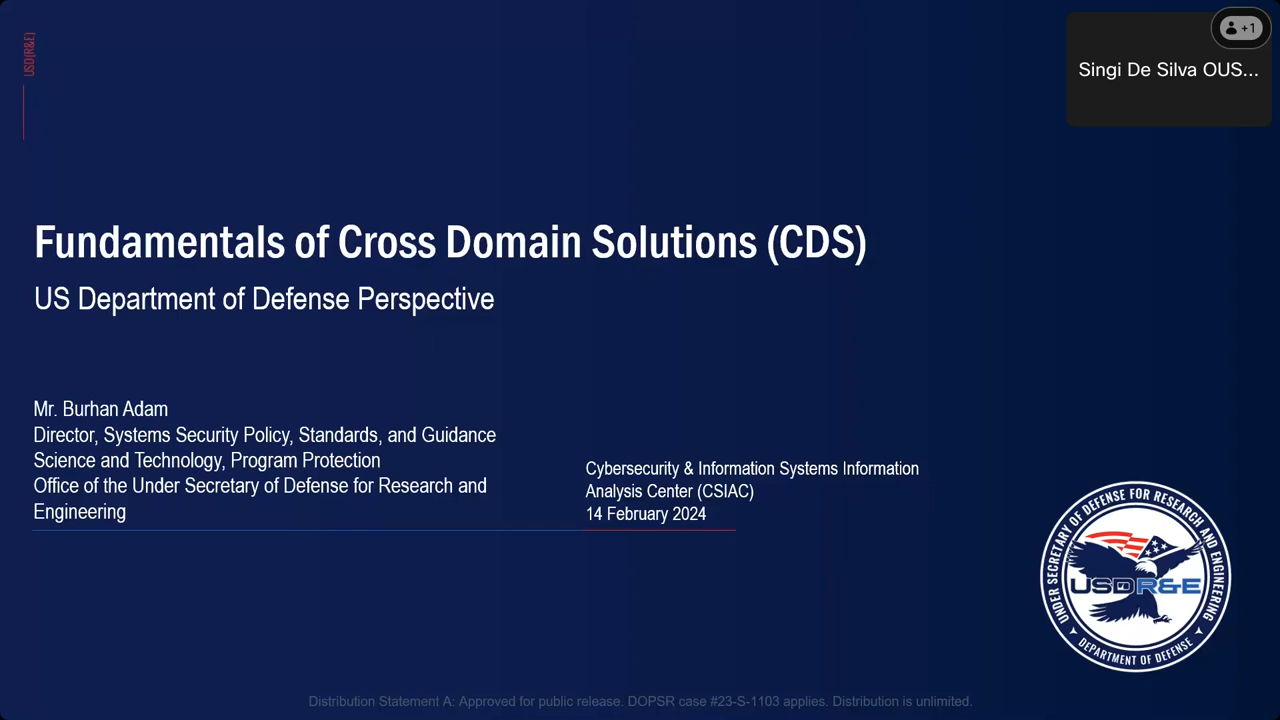 USD(R&E)
+1
Singi De Silva OUS...
Fundamentals of Cross Domain Solutions (CDS)
US Department of Defense Perspective
Mr. Burhan Adam
Director, Systems Security Policy, Standards, and Guidance
Science and Technology, Program Protection
Office of the Under Secretary of Defense for Research and
Engineering
Cybersecurity & Information Systems Information
Analysis Center (CSIAC)
14 February 2024
UNDER SECRETARY OF DEFENSE FOR RESEARCH AND ENGINEERING
USDR&E
DEPARTMENT OF DEFENSE
Distribution Statement A: Approved for public release. DOPSR case #23-S-1103 applies. Distribution is unlimited.